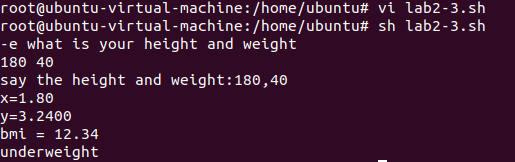 root@ubuntu-virtual-machine:/home/ubuntu# vi lab2-3.sh
root@ubuntu-virtual-machine:/home/ubuntu# sh lab2-3.sh
-e what is your height and weight
180 40
say the height and weight:180,40
x=1.80
y=3.2400
bmi = 12.34
underweight